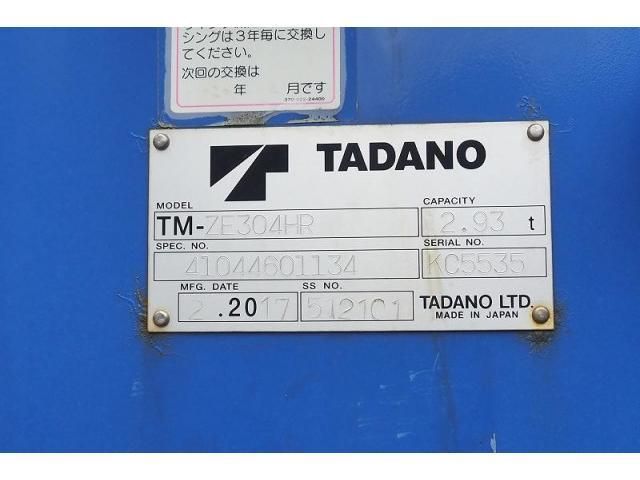 シングは3年毎に交換し
てください。
次回の交換は
年 月です
TADANO
MODEL
CAPACITY
TM-ZE304HR
2.93 t
SPEC. NO.
SERIAL NO.
41044601134
KC5535
MFG. DATE
SS NO.
2.2017
5121C1
TADANO LTD.
MADE IN JAPAN